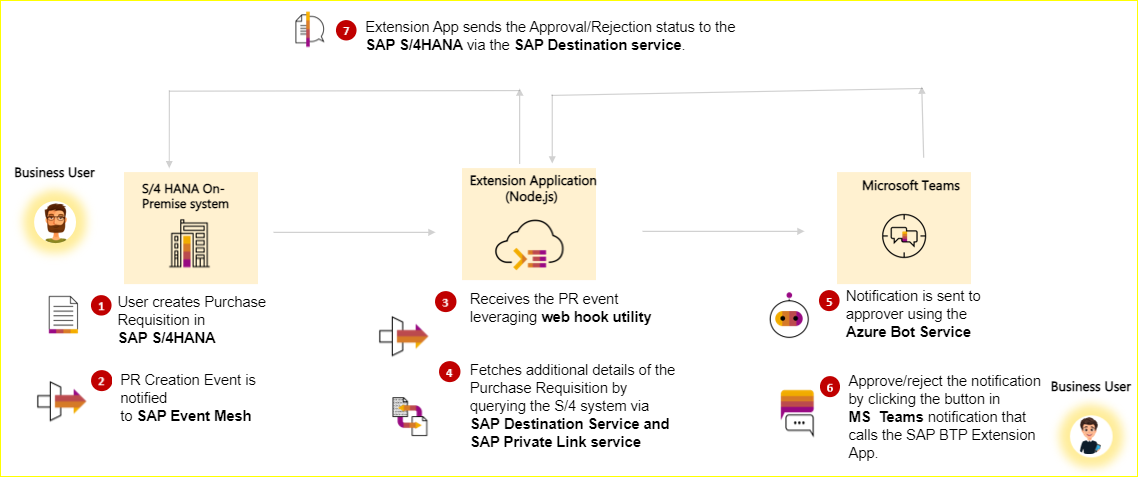 7
Extension App sends the Approval/Rejection status to the
SAP S/4HANA via the SAP Destination service.
Business User
S/4 HANA On-
Premise system
Extension Application
(Node.js)
Microsoft Teams
1
User creates Purchase
Requisition in
SAP S/4HANA
2
PR Creation Event is
notified
to SAP Event Mesh
3
Receives the PR event
leveraging web hook utility
4
Fetches additional details of the
Purchase Requisition by
querying the S/4 system via
SAP Destination Service and
SAP Private Link service
5
Notification is sent to
approver using the
Azure Bot Service
6
Approve/reject the notification
by clicking the button in
MS Teams notification that
calls the SAP BTP Extension
App.
Business User